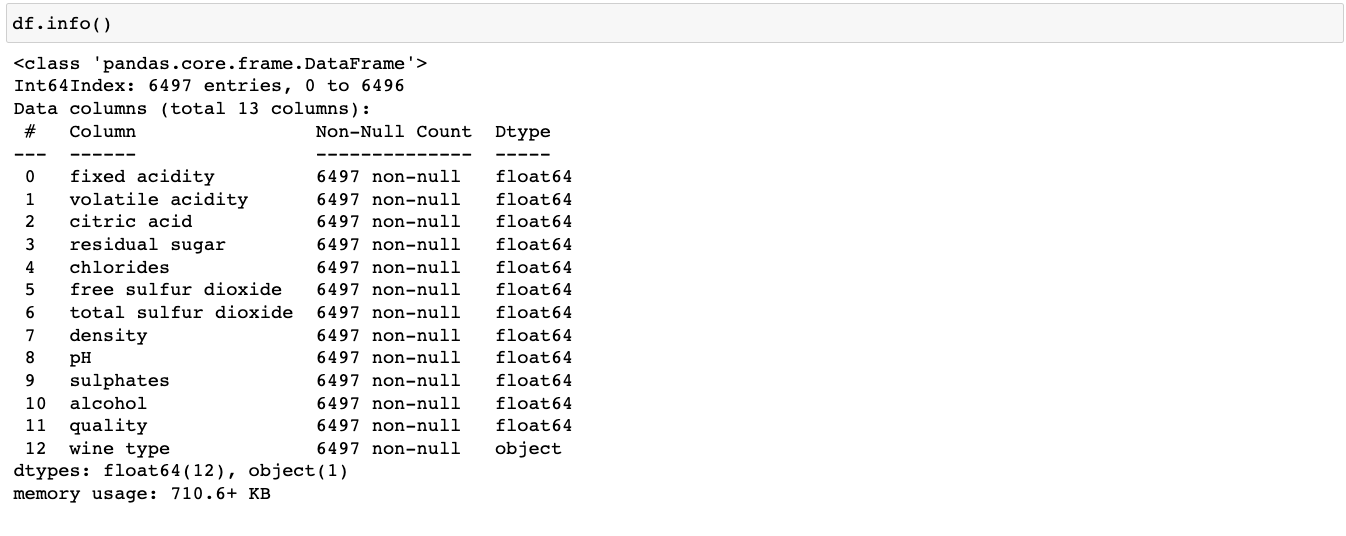 df.info()
<class 'pandas.core.frame.DataFrame'>
Int64Index: 6497 entries, 0 to 6496
Data columns (total 13 columns):
 #   Column                Non-Null Count  Dtype
---  ------                --------------  -----
 0   fixed acidity         6497 non-null   float64
 1   volatile acidity      6497 non-null   float64
 2   citric acid           6497 non-null   float64
 3   residual sugar        6497 non-null   float64
 4   chlorides             6497 non-null   float64
 5   free sulfur dioxide   6497 non-null   float64
 6   total sulfur dioxide  6497 non-null   float64
 7   density               6497 non-null   float64
 8   pH                    6497 non-null   float64
 9   sulphates             6497 non-null   float64
 10  alcohol               6497 non-null   float64
 11  quality               6497 non-null   float64
 12  wine type             6497 non-null   object
dtypes: float64(12), object(1)
memory usage: 710.6+ KB